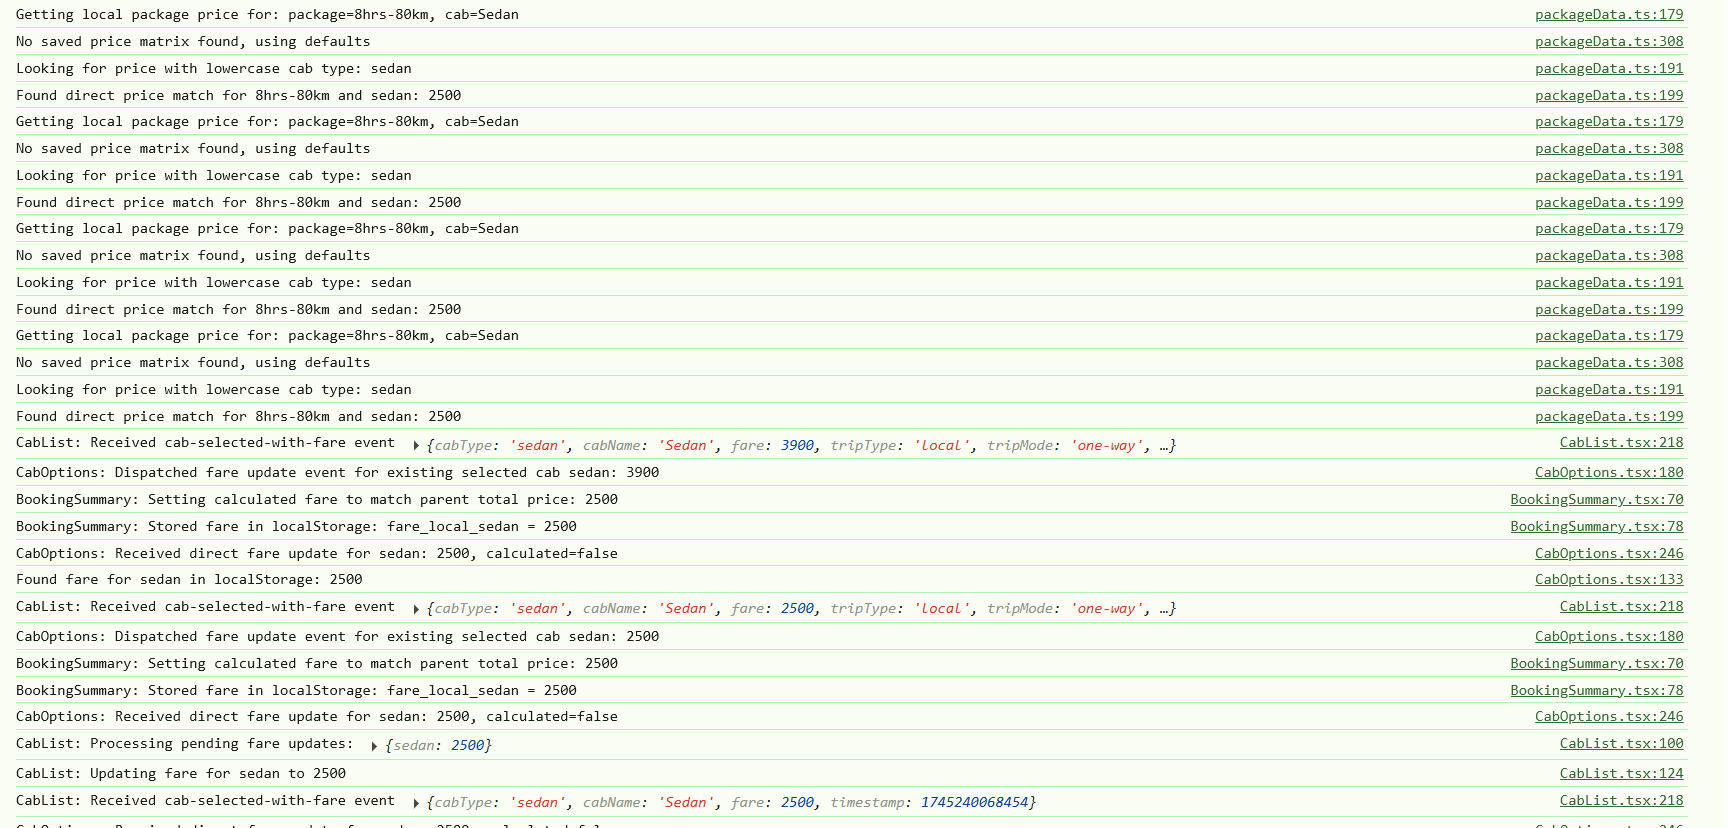 Getting local package price for: package=8hrs-80km, cab=Sedan packageData.ts:179
No saved price matrix found, using defaults packageData.ts:308
Looking for price with lowercase cab type: sedan packageData.ts:191
Found direct price match for 8hrs-80km and sedan: 2500 packageData.ts:199
Getting local package price for: package=8hrs-80km, cab=Sedan packageData.ts:179
No saved price matrix found, using defaults packageData.ts:308
Looking for price with lowercase cab type: sedan packageData.ts:191
Found direct price match for 8hrs-80km and sedan: 2500 packageData.ts:199
Getting local package price for: package=8hrs-80km, cab=Sedan packageData.ts:179
No saved price matrix found, using defaults packageData.ts:308
Looking for price with lowercase cab type: sedan packageData.ts:191
Found direct price match for 8hrs-80km and sedan: 2500 packageData.ts:199
Getting local package price for: package=8hrs-80km, cab=Sedan packageData.ts:179
No saved price matrix found, using defaults packageData.ts:308
Looking for price with lowercase cab type: sedan packageData.ts:191
Found direct price match for 8hrs-80km and sedan: 2500 packageData.ts:199
CabList: Received cab-selected-with-fare event {cabType: 'sedan', cabName: 'Sedan', fare: 3900, tripType: 'local', tripMode: 'one-way', …} CabList.tsx:218
CabOptions: Dispatched fare update event for existing selected cab sedan: 3900 CabOptions.tsx:180
BookingSummary: Setting calculated fare to match parent total price: 2500 BookingSummary.tsx:70
BookingSummary: Stored fare in localStorage: fare_local_sedan = 2500 BookingSummary.tsx:78
CabOptions: Received direct fare update for sedan: 2500, calculated=false CabOptions.tsx:246
Found fare for sedan in localStorage: 2500 CabOptions.tsx:133
CabList: Received cab-selected-with-fare event {cabType: 'sedan', cabName: 'Sedan', fare: 2500, tripType: 'local', tripMode: 'one-way', …} CabList.tsx:218
CabOptions: Dispatched fare update event for existing selected cab sedan: 2500 CabOptions.tsx:180
BookingSummary: Setting calculated fare to match parent total price: 2500 BookingSummary.tsx:70
BookingSummary: Stored fare in localStorage: fare_local_sedan = 2500 BookingSummary.tsx:78
CabOptions: Received direct fare update for sedan: 2500, calculated=false CabOptions.tsx:246
CabList: Processing pending fare updates: {sedan: 2500} CabList.tsx:100
CabList: Updating fare for sedan to 2500 CabList.tsx:124
CabList: Received cab-selected-with-fare event {cabType: 'sedan', cabName: 'Sedan', fare: 2500, timestamp: 1745240068454} CabList.tsx:218